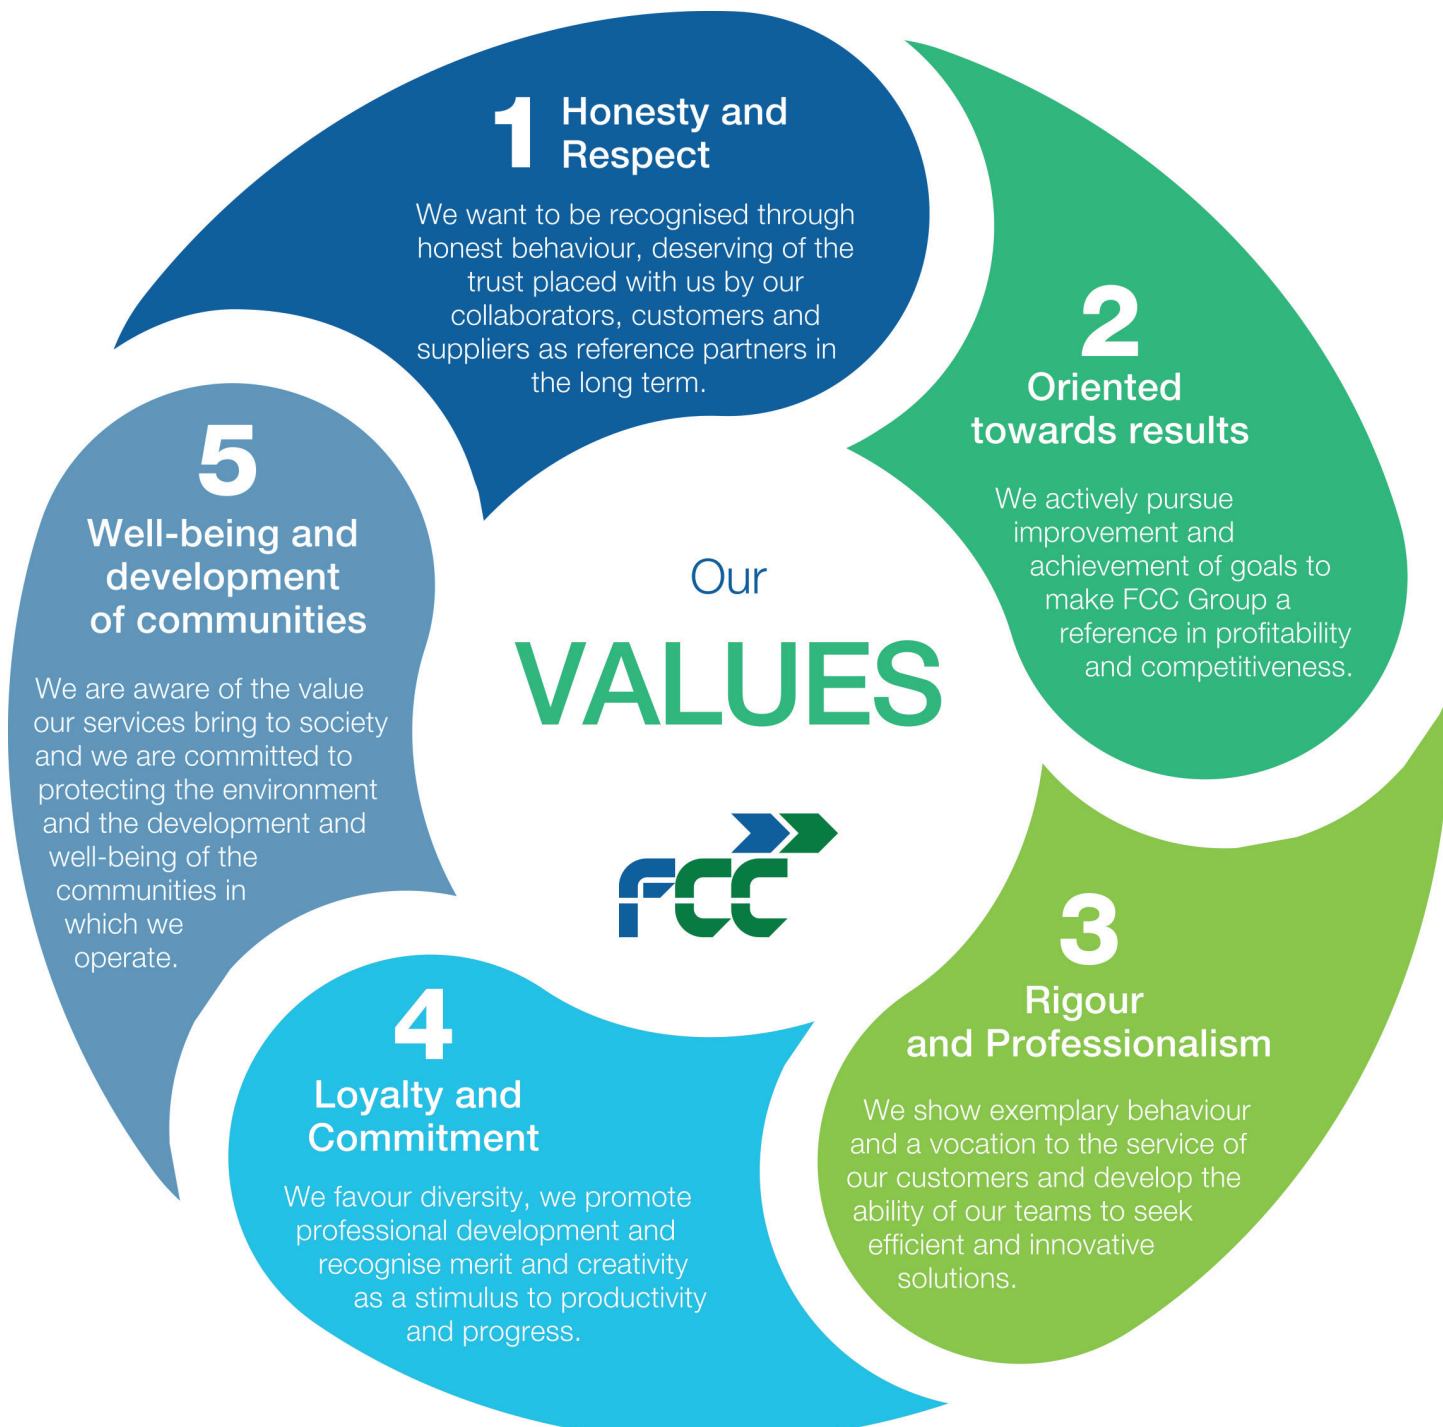 1 Honesty and
Respect
We want to be recognised through
honest behaviour, deserving of the
trust placed with us by our
collaborators, customers and
suppliers as reference partners in
the long term.
2
Oriented
towards results
We actively pursue
improvement and
achievement of goals to
make FCC Group a
reference in profitability
and competitiveness.
3
Rigour
and Professionalism
We show exemplary behaviour
and a vocation to the service of
our customers and develop the
ability of our teams to seek
efficient and innovative
solutions.
4
Loyalty and
Commitment
We favour diversity, we promote
professional development and
recognise merit and creativity
as a stimulus to productivity
and progress.
5
Well-being and
development
of communities
We are aware of the value
our services bring to society
and we are committed to
protecting the environment
and the development and
well-being of the
communities in
which we
operate.
Our
VALUES
FCC